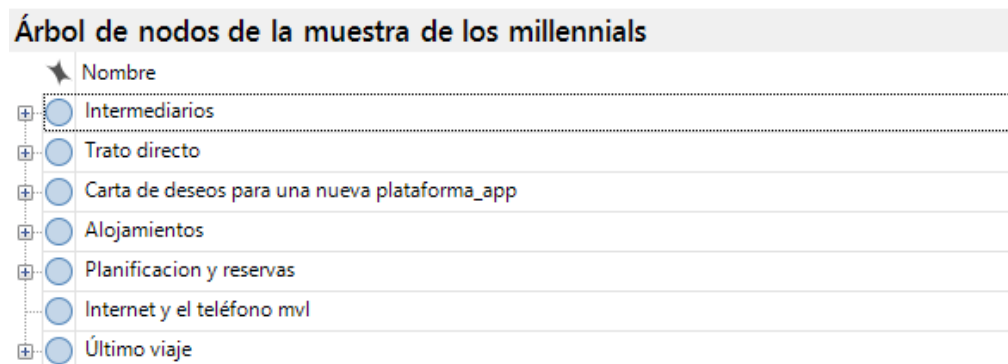 Árbol de nodos de la muestra de los millennials
Nombre
Intermediarios
Trato directo
Carta de deseos para una nueva plataforma_app
Alojamientos
Planificacion y reservas
Internet y el teléfono mvl
Último viaje